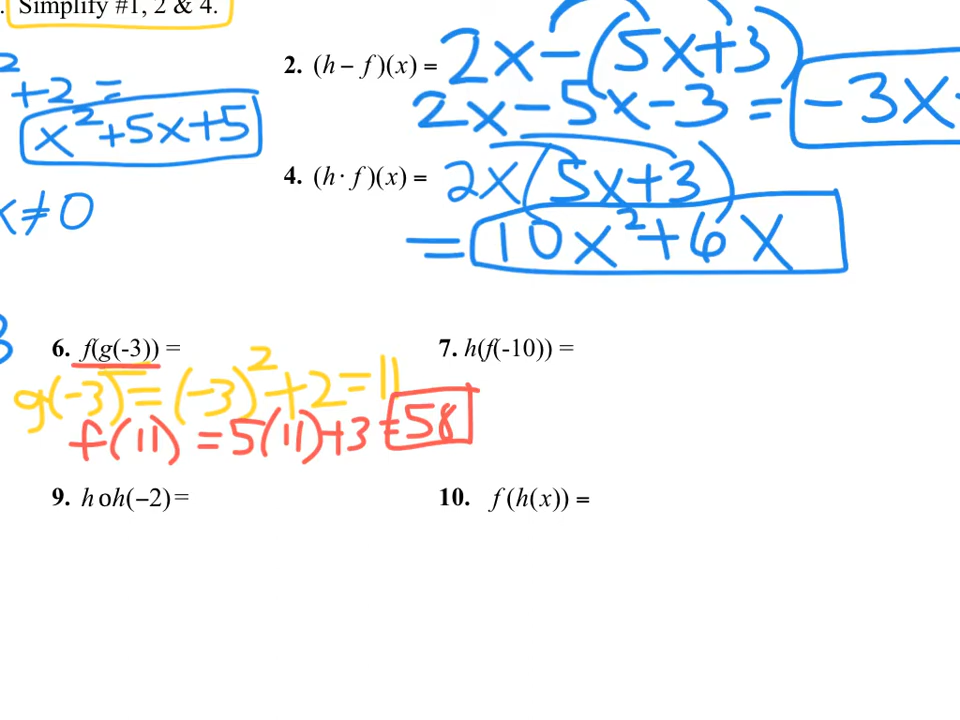 . Simplify #1, 2 & 4.
2
+2 =
x²+5x+5
x≠0
2. (h – f)(x) = 2x-(5x+3)
2x-5x-3 = -3x-
4. (h · f)(x) = 2x(5x+3)
= 10x²+6x
3
6. f(g(-3)) =
g(-3) = (-3)²+2=11
f(11) = 5(11)+3=58
7. h(f(-10)) =
9. h o h(−2)=
10. f(h(x)) =